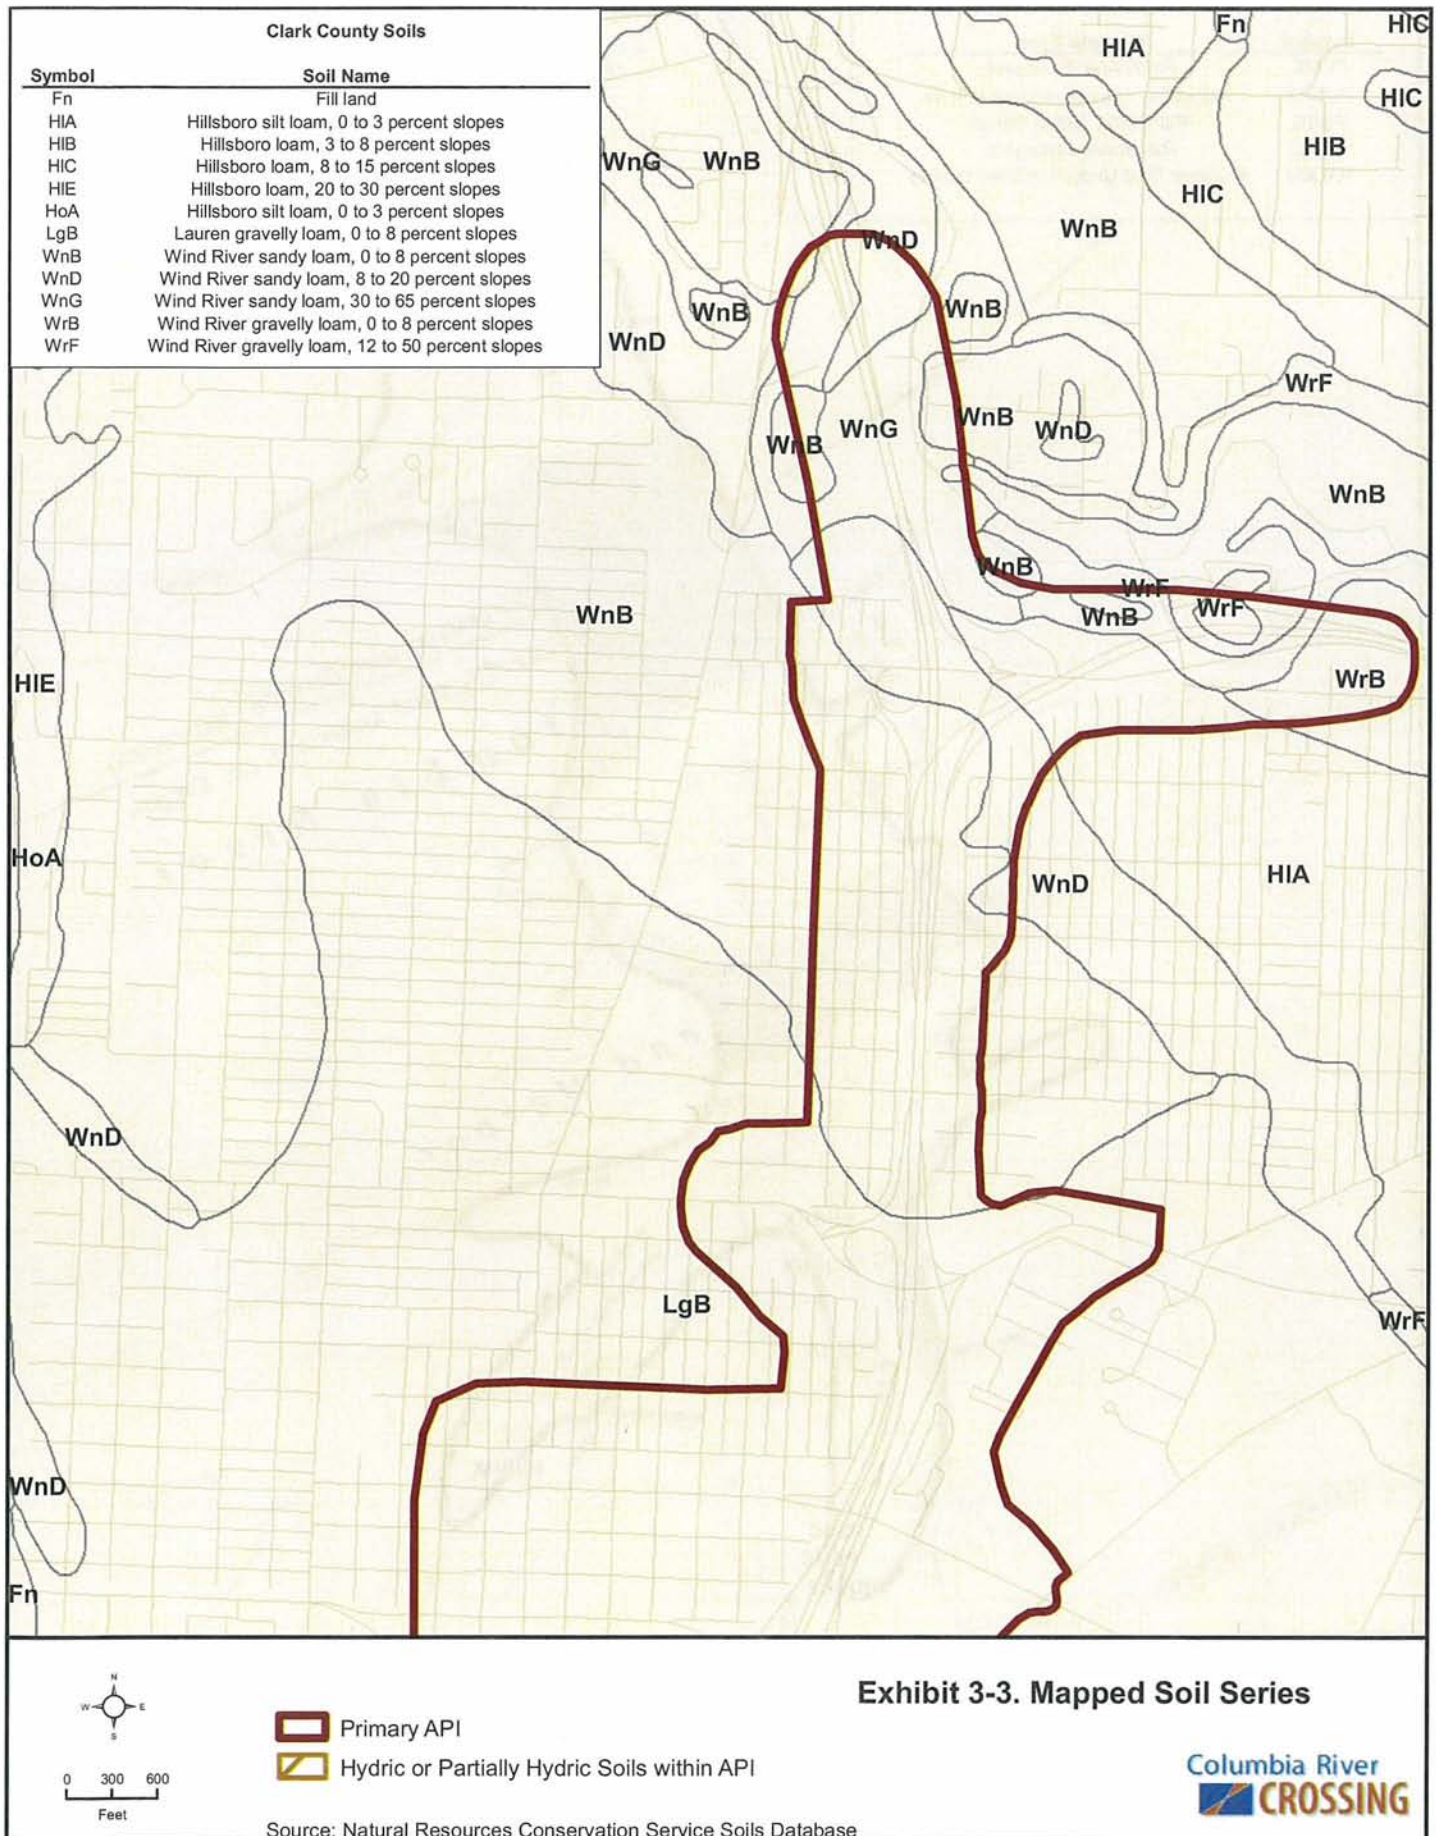 Clark County Soils
Symbol Soil Name
Fn Fill land
HIA Hillsboro silt loam, 0 to 3 percent slopes
HIB Hillsboro loam, 3 to 8 percent slopes
HIC Hillsboro loam, 8 to 15 percent slopes
HIE Hillsboro loam, 20 to 30 percent slopes
HoA Hillsboro silt loam, 0 to 3 percent slopes
LgB Lauren gravelly loam, 0 to 8 percent slopes
WnB Wind River sandy loam, 0 to 8 percent slopes
WnD Wind River sandy loam, 8 to 20 percent slopes
WnG Wind River sandy loam, 30 to 65 percent slopes
WrB Wind River gravelly loam, 0 to 8 percent slopes
WrF Wind River gravelly loam, 12 to 50 percent slopes
Fn
HIC
HIA
HIC
HIB
WnG
WnB
HIC
WnB
WnD
WnB
WnB
WnD
WrF
WnB
WnG
WnB
WnD
WnB
WnB
WnB
WrF
WnB
WnB
WrF
WrB
HIE
HoA
WnD
HIA
WnD
LgB
WrF
WnD
Fn
Exhibit 3-3. Mapped Soil Series
N
W E
S
Primary API
Hydric or Partially Hydric Soils within API
0 300 600
Feet
Columbia River
CROSSING
Source: Natural Resources Conservation Service Soils Database